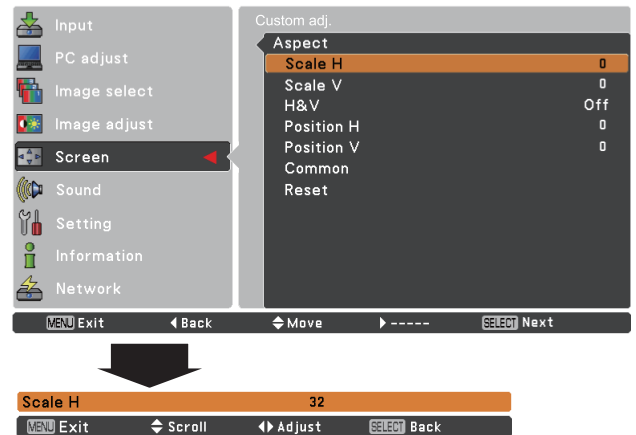 Input
PC adjust
Image select
Image adjust
Screen
Sound
Setting
Information
Network
Custom adj.
Aspect
Scale H 0
Scale V 0
H&V Off
Position H 0
Position V 0
Common
Reset
MENU Exit Back Move ----- SELECT Next
Scale H 32
MENU Exit Scroll Adjust SELECT Back